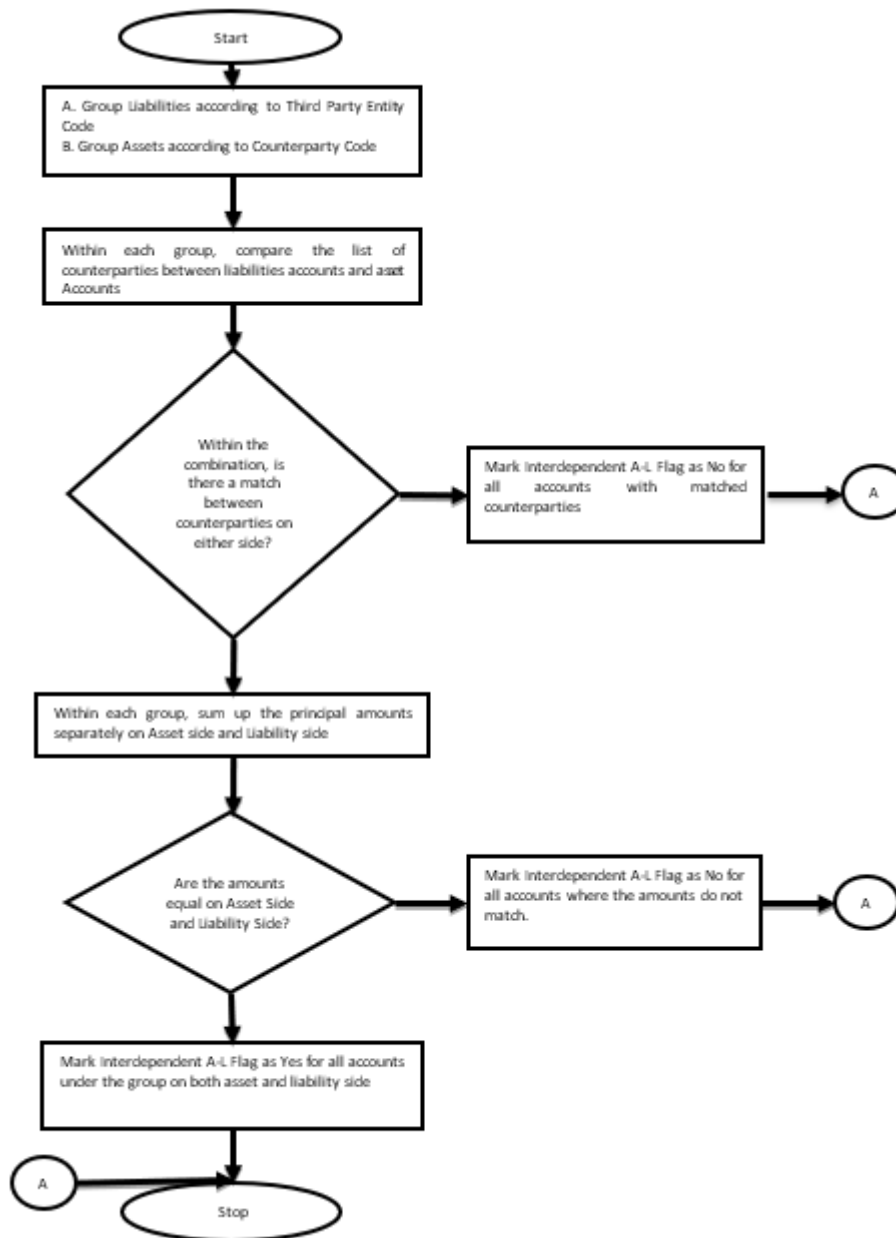 Start
A. Group Liabilities according to Third Party Entity
Code
B. Group Assets according to Counterparty Code
Within each group, compare the list of
counterparties between liabilities accounts and asset
Accounts
Within the
combination, is
there a match
between
counterparties on
either side?
Mark Interdependent A-L Flag as No for
all accounts with matched
counterparties
A
Within each group, sum up the principal amounts
separately on Asset side and Liability side
Are the amounts
equal on Asset Side
and Liability Side?
Mark Interdependent A-L Flag as No for
all accounts where the amounts do not
match.
A
Mark Interdependent A-L Flag as Yes for all accounts
under the group on both asset and liability side
A
Stop